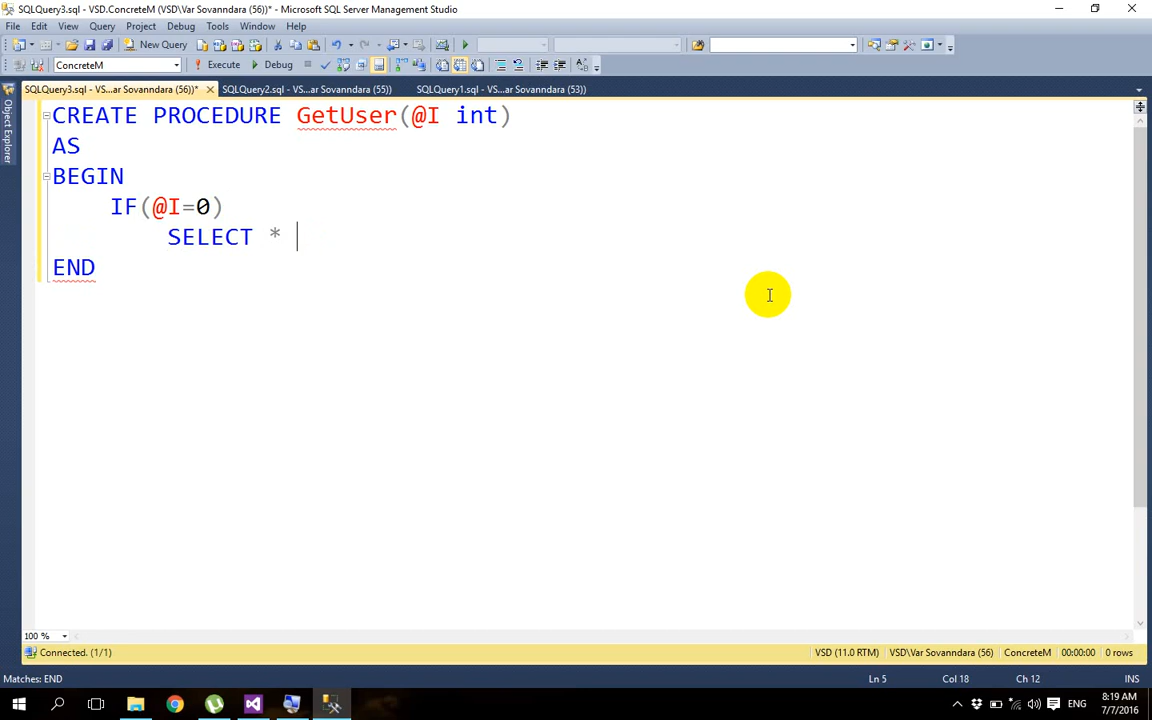 SQLQuery3.sql - VSD.ConcreteM (VSD\Var Sovanndara (56))* - Microsoft SQL Server Management Studio
File Edit View Query Project Debug Tools Window Help
New Query
ConcreteM Execute Debug
SQLQuery3.sql - VS...ar Sovanndara (56))* SQLQuery2.sql - VS...ar Sovanndara (55)) SQLQuery1.sql - VS...ar Sovanndara (53))
Object Explorer
CREATE PROCEDURE GetUser(@I int)
AS
BEGIN
IF(@I=0)
SELECT *
END
100 %
Connected. (1/1) VSD (11.0 RTM) VSD\Var Sovanndara (56) ConcreteM 00:00:00 0 rows
Matches: END Ln 5 Col 18 Ch 12 INS
ENG 8:19 AM
7/7/2016